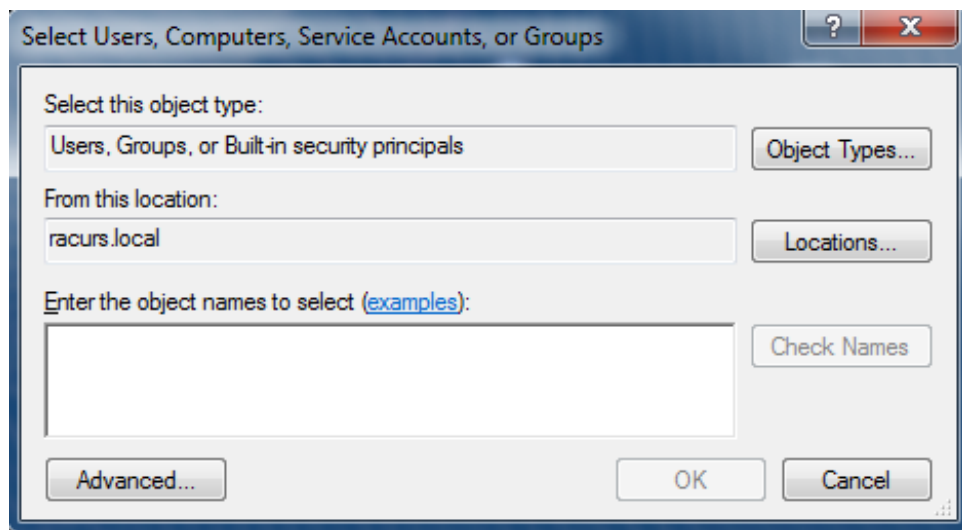 Select Users, Computers, Service Accounts, or Groups
Select this object type:
Users, Groups, or Built-in security principals
Object Types...
From this location:
racurs.local
Locations...
Enter the object names to select (examples):
Check Names
Advanced...
OK
Cancel